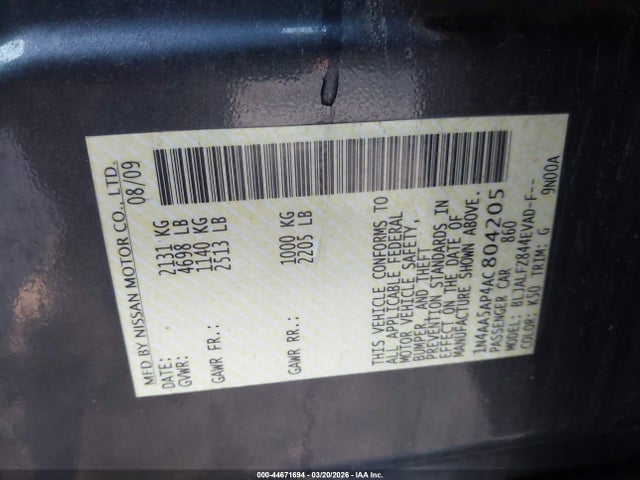 MFD BY NISSAN MOTOR CO., LTD.
DATE: 08/09
GVWR: 2131 KG
4698 LB
GAWR FR.: 1140 KG
2513 LB
GAWR RR.: 1000 KG
2205 LB
THIS VEHICLE CONFORMS TO
ALL APPLICABLE FEDERAL
MOTOR VEHICLE SAFETY,
BUMPER, AND THEFT
PREVENTION STANDARDS IN
EFFECT ON THE DATE OF
MANUFACTURE SHOWN ABOVE.
1N4AA5AP4AC804205
PASSENGER CAR 860
MODEL: BLJALF2844EVAD-F--
COLOR: K50 TRIM: G 9N00A
000-44671694 | 03/20/2026 | IAA Inc.